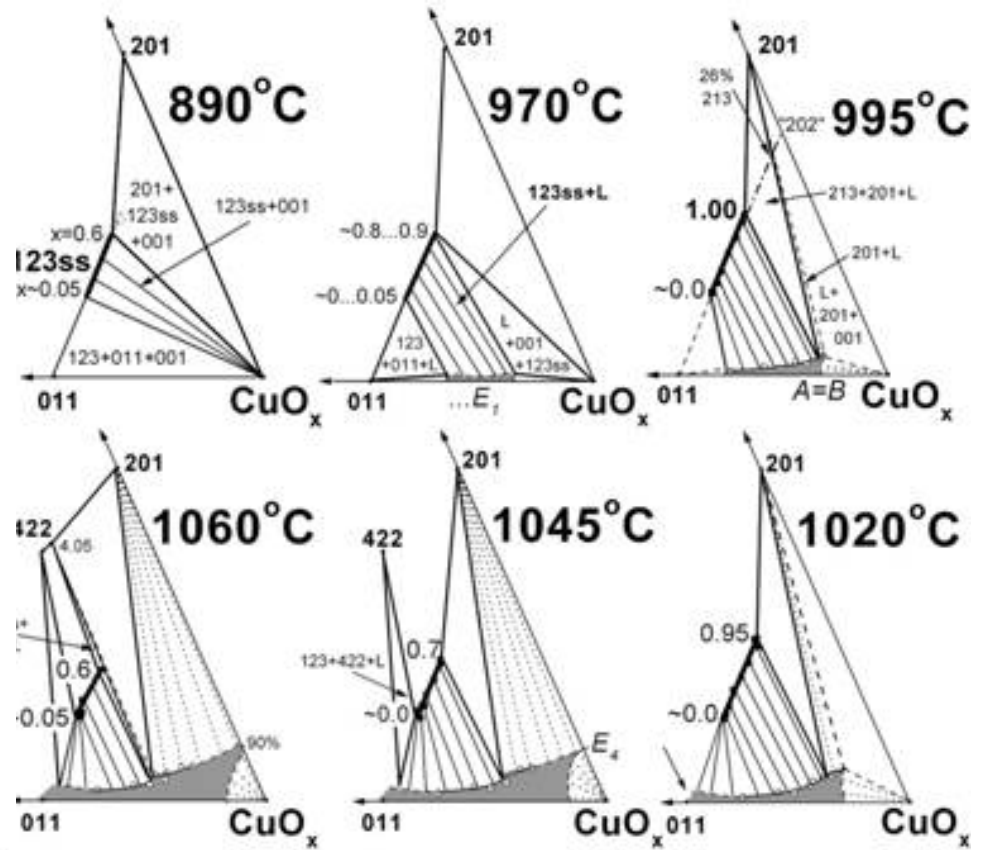 201
890°C
201+
123ss
+001
123ss+001
x=0.6
123ss
x~0.05
123+011+001
011
CuOx
201
970°C
123ss+L
~0.8...0.9
~0...0.05
123
+011+L
L
+001
+123ss
011
...E1
CuOx
201
26%
213
"202"
995°C
1.00
213+201+L
~0.0
201+L
L+
201+
001
011
A=B
CuOx
201
422
4.05
1060°C
0.6
~0.05
90%
011
CuOx
201
422
1045°C
0.7
123+422+L
~0.0
E4
011
CuOx
201
1020°C
0.95
~0.0
011
CuOx